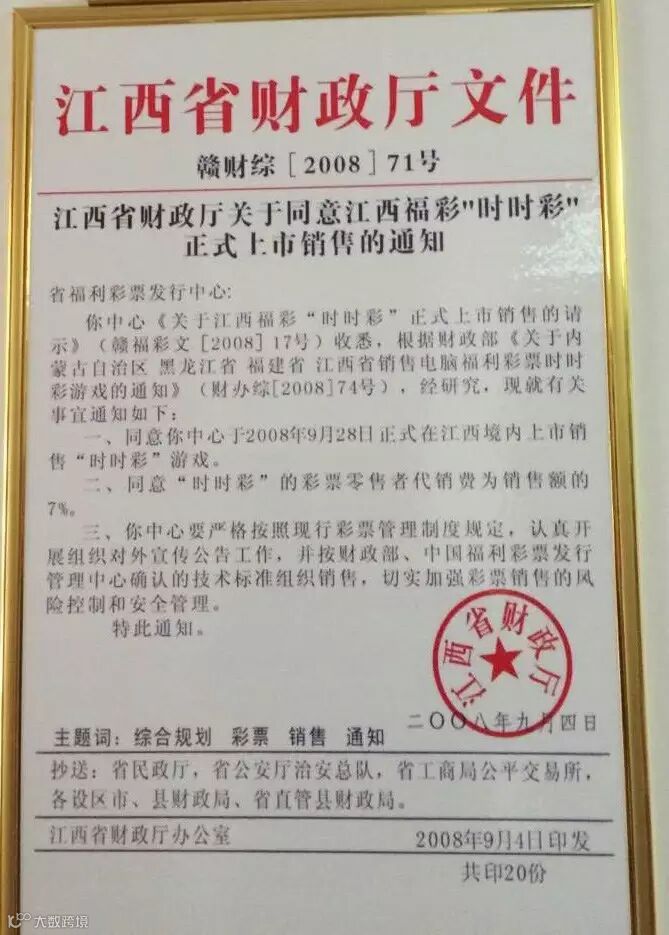 江西省财政厅文件
赣财综［2008］71号
江西省财政厅关于同意江西福彩"时时彩"
正式上市销售的通知
省福利彩票发行中心:
你中心《关于江西福彩“时时彩”正式上市销售的请
示》（赣福彩文［2008］17号）收悉，根据财政部《关于内
蒙古自治区 黑龙江省 福建省 江西省销售电脑福利彩票时时
彩游戏的通知》（财办综[2008]74号），经研究，现就有关
事宜通知如下：
一、同意你中心于2008年9月28日正式在江西境内上市销
售“时时彩”游戏。
二、同意“时时彩”的彩票零售者代销费为销售额的
7%。
三、你中心要严格按照现行彩票管理制度规定，认真开
展组织对外宣传公告工作，并按财政部、中国福利彩票发行
管理中心确认的技术标准组织销售，切实加强彩票销售的风
险控制和安全管理。
特此通知。
江西省财政厅
二〇〇八年九月四日
主题词：综合规划 彩票 销售 通知
抄送：省民政厅，省公安厅治安总队，省工商局公平交易所，
各设区市、县财政局、省直管县财政局。
江西省财政厅办公室 2008年9月4日印发
共印20份
大数跨境